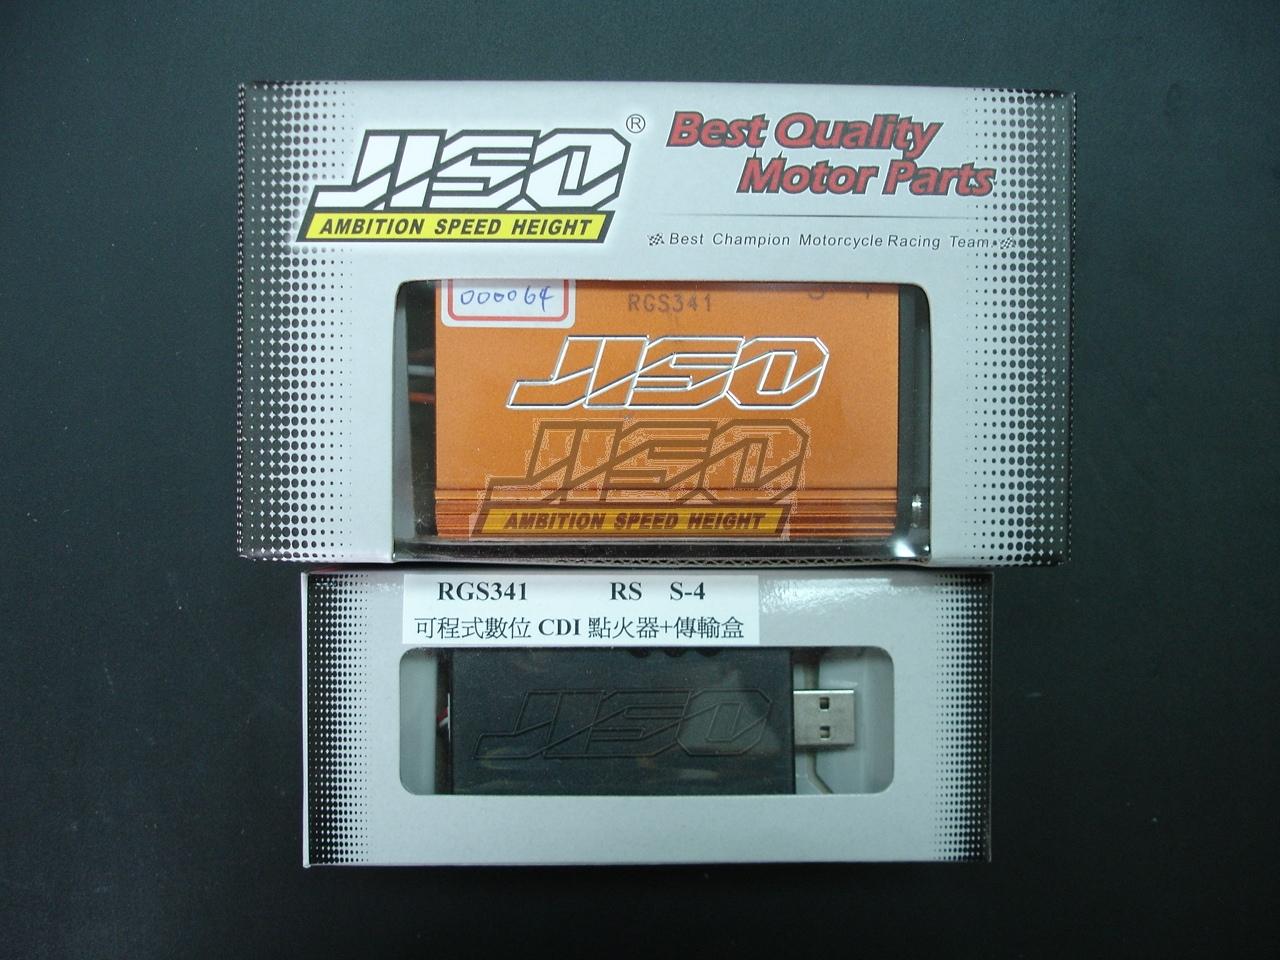 JISO®
AMBITION SPEED HEIGHT
Best Quality
Motor Parts
Best Champion Motorcycle Racing Team.
000064
RGS341
JISO
JISO
AMBITION SPEED HEIGHT
RGS341 RS S-4
可程式數位 CDI 點火器+傳輸盒
JISO